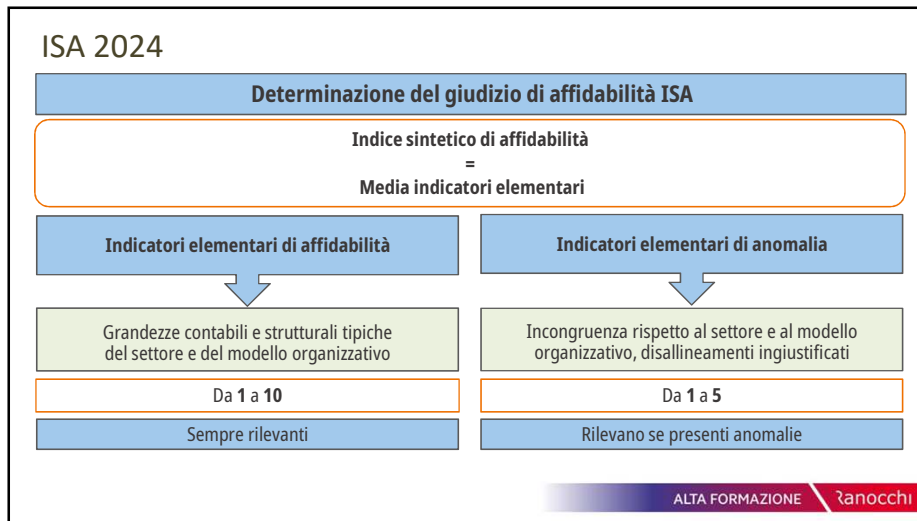 ISA 2024
Determinazione del giudizio di affidabilità ISA
Indice sintetico di affidabilità
=
Media indicatori elementari
Indicatori elementari di affidabilità
Grandezze contabili e strutturali tipiche
del settore e del modello organizzativo
Da 1 a 10
Sempre rilevanti
Indicatori elementari di anomalia
Incongruenza rispetto al settore e al modello
organizzativo, disallineamenti ingiustificati
Da 1 a 5
Rilevano se presenti anomalie
ALTA FORMAZIONE Ranocchi